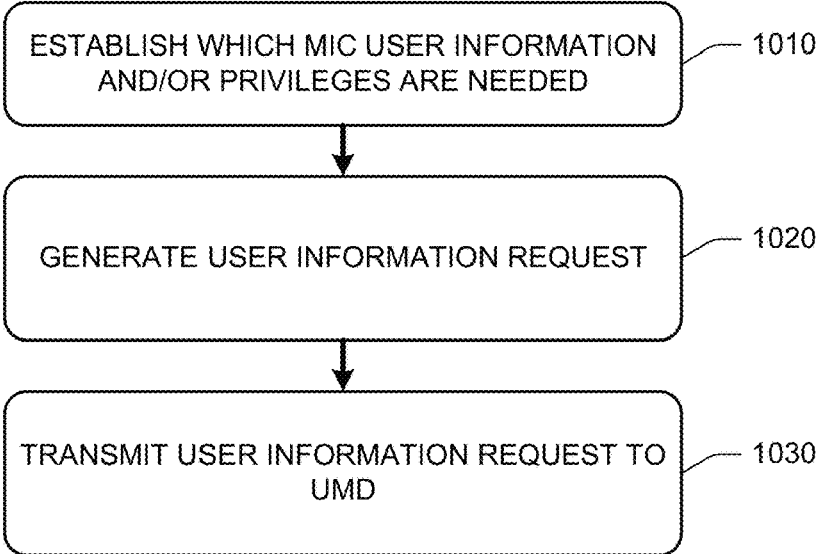 ESTABLISH WHICH MIC USER INFORMATION
AND/OR PRIVILEGES ARE NEEDED
1010
GENERATE USER INFORMATION REQUEST
1020
TRANSMIT USER INFORMATION REQUEST TO
UMD
1030